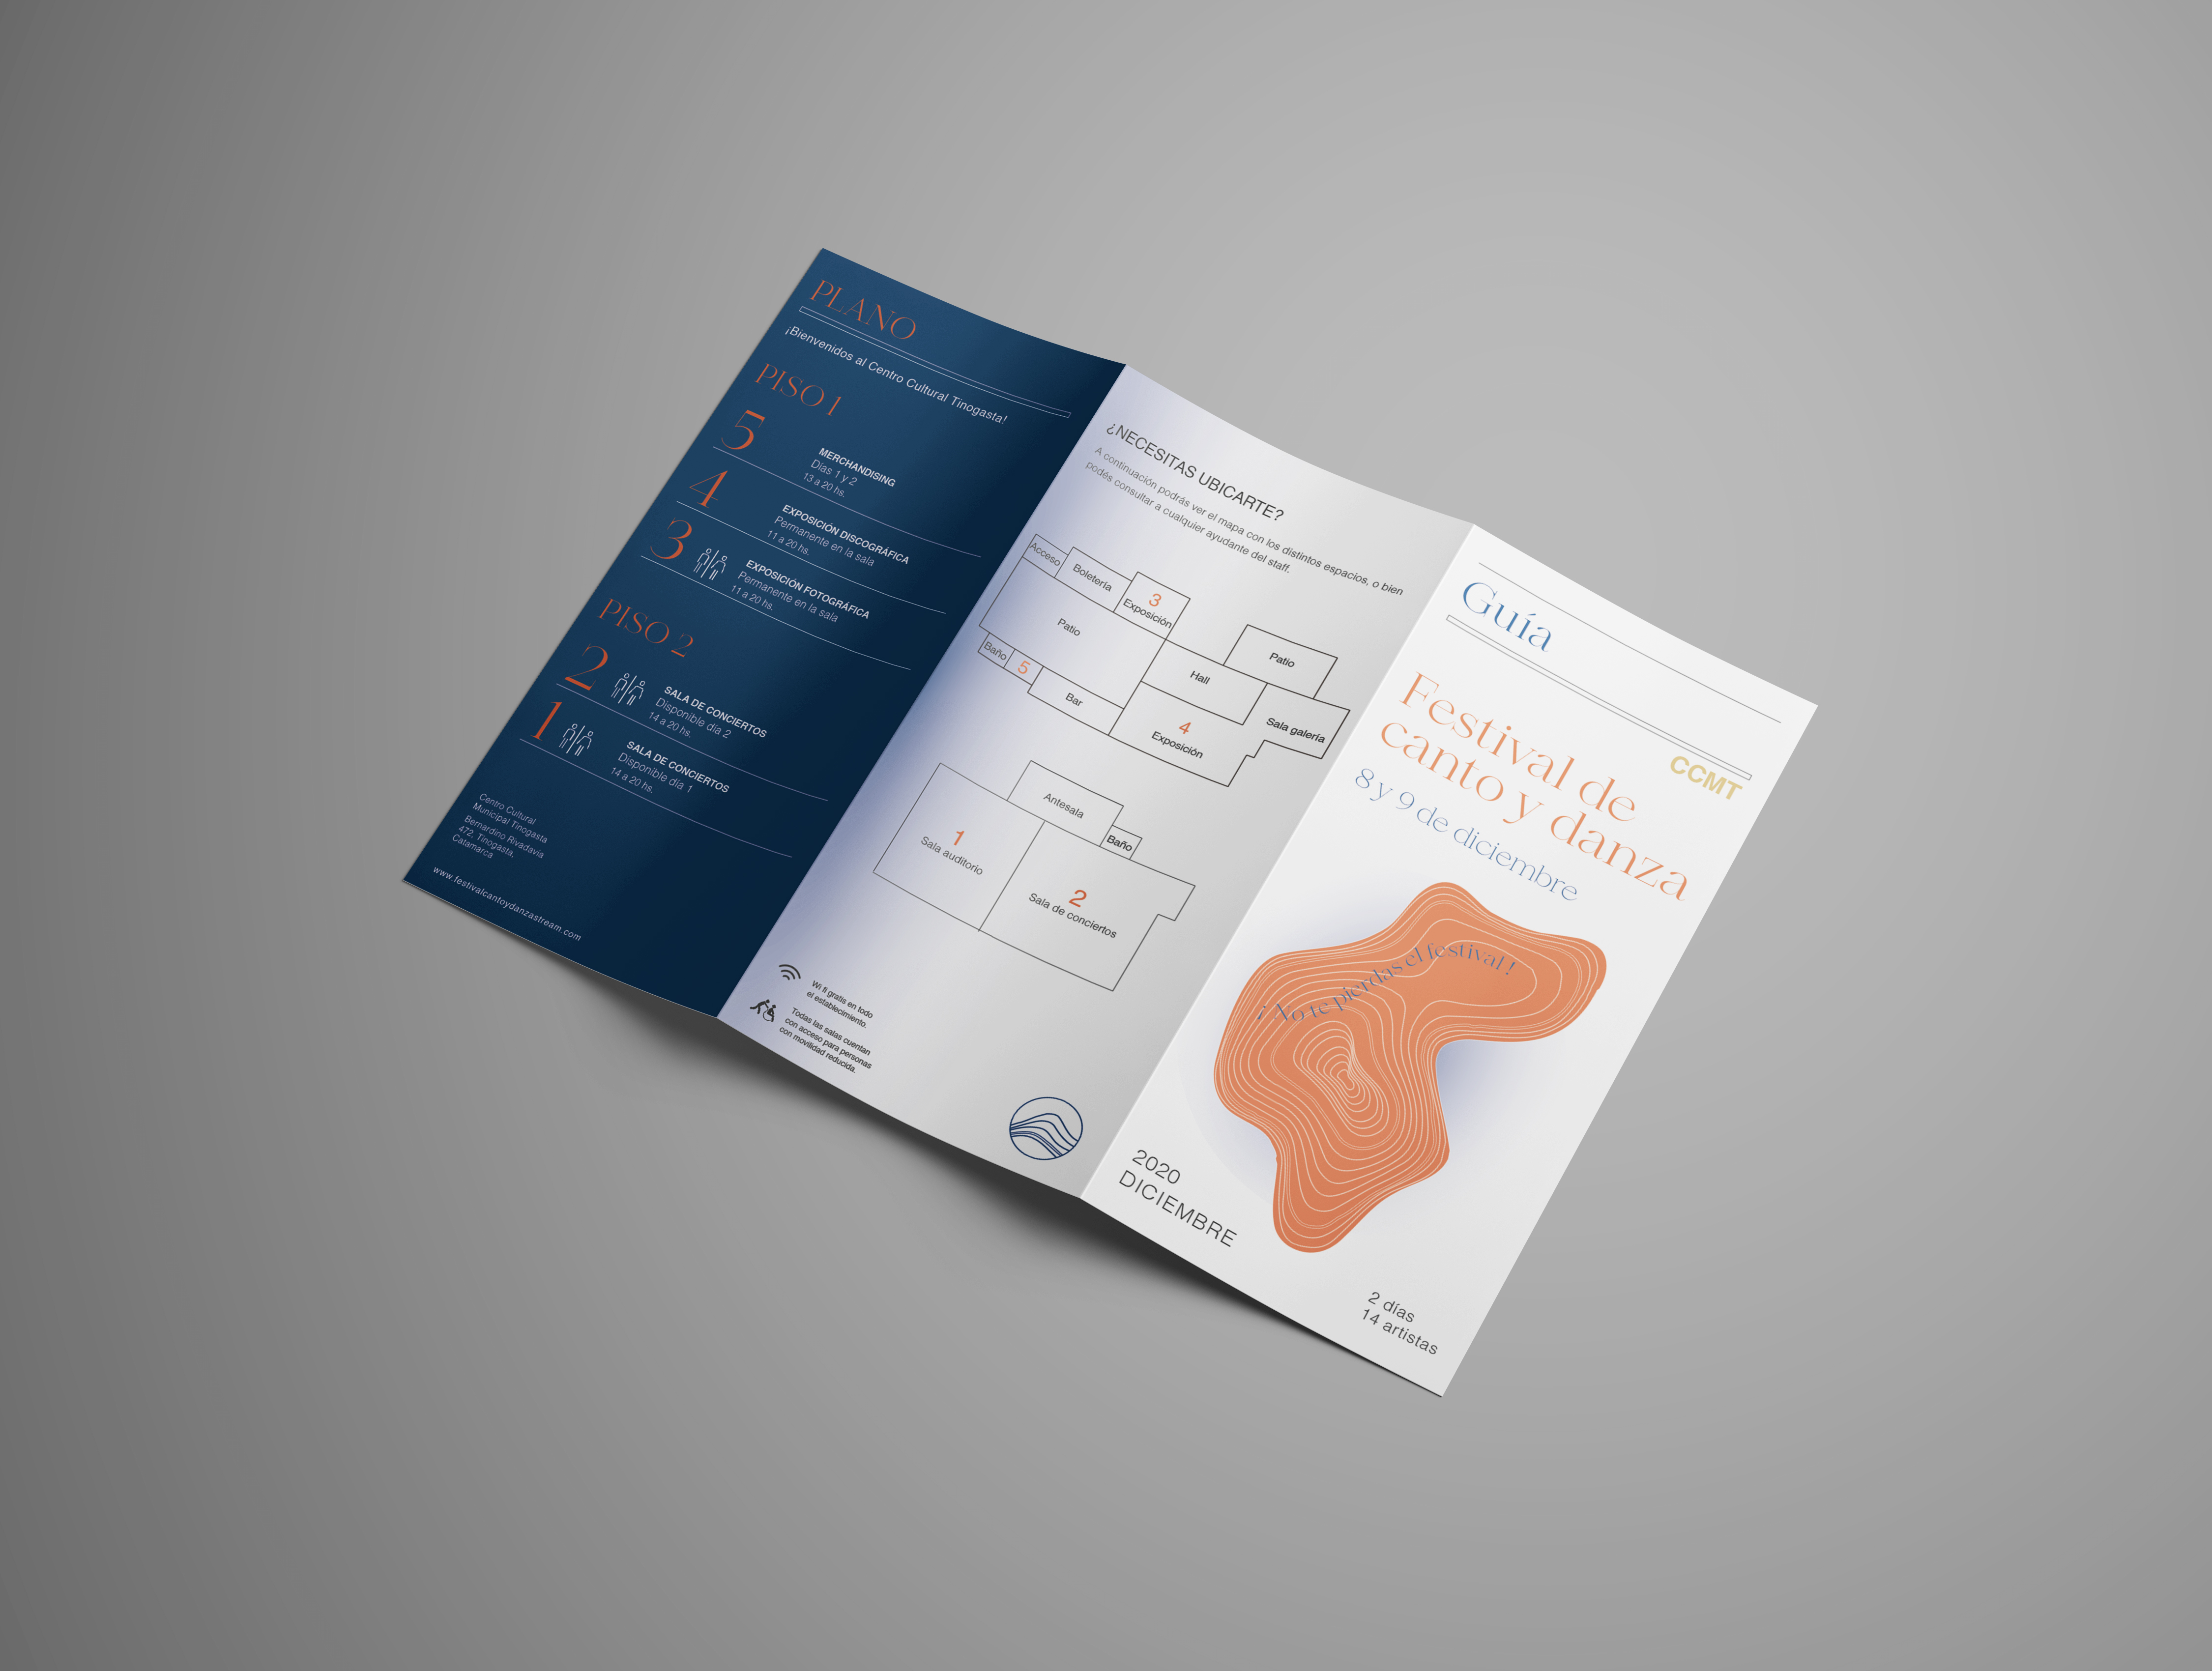 PLANO
¡Bienvenidos al Centro Cultural Tinogasta!
PISO 1
5
MERCHANDISING
Días 1 y 2
13 a 20 hs.
4
EXPOSICIÓN DISCOGRÁFICA
Permanente en la sala
11 a 20 hs.
3
EXPOSICIÓN FOTOGRÁFICA
Permanente en la sala
11 a 20 hs.
PISO 2
2
SALA DE CONCIERTOS
Disponible día 2
14 a 20 hs.
1
SALA DE CONCIERTOS
Disponible día 1
14 a 20 hs.
Centro Cultural
Municipal Tinogasta
Bernardino Rivadavia
472, Tinogasta,
Catamarca
www.festivalcantoydanzastream.com
¿NECESITAS UBICARTE?
A continuación podrás ver el mapa con los distintos espacios, o bien
podés consultar a cualquier ayudante del staff.
Acceso
Boletería
3
Exposición
Patio
Baño
5
Bar
Hall
Patio
4
Exposición
Sala galería
Antesala
Baño
1
Sala auditorio
2
Sala de conciertos
Wi fi gratis en todo
el establecimiento.
Todas las salas cuentan
con acceso para personas
con movilidad reducida.
Guía
CCMT
Festival de
canto y danza
8 y 9 de diciembre
¡No te pierdas el festival!
2020
DICIEMBRE
2 días
14 artistas